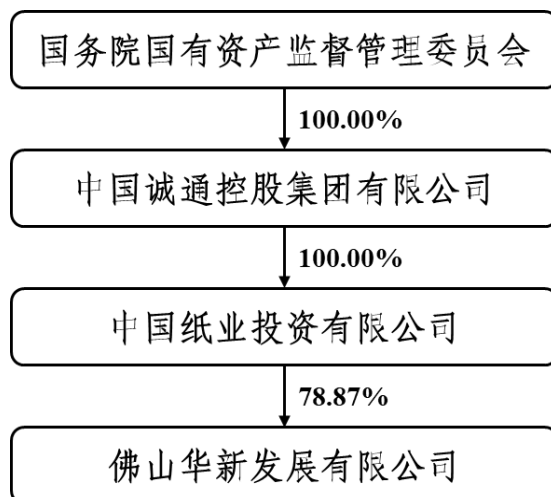 国务院国有资产监督管理委员会
100.00%
中国诚通控股集团有限公司
100.00%
中国纸业投资有限公司
78.87%
佛山华新发展有限公司